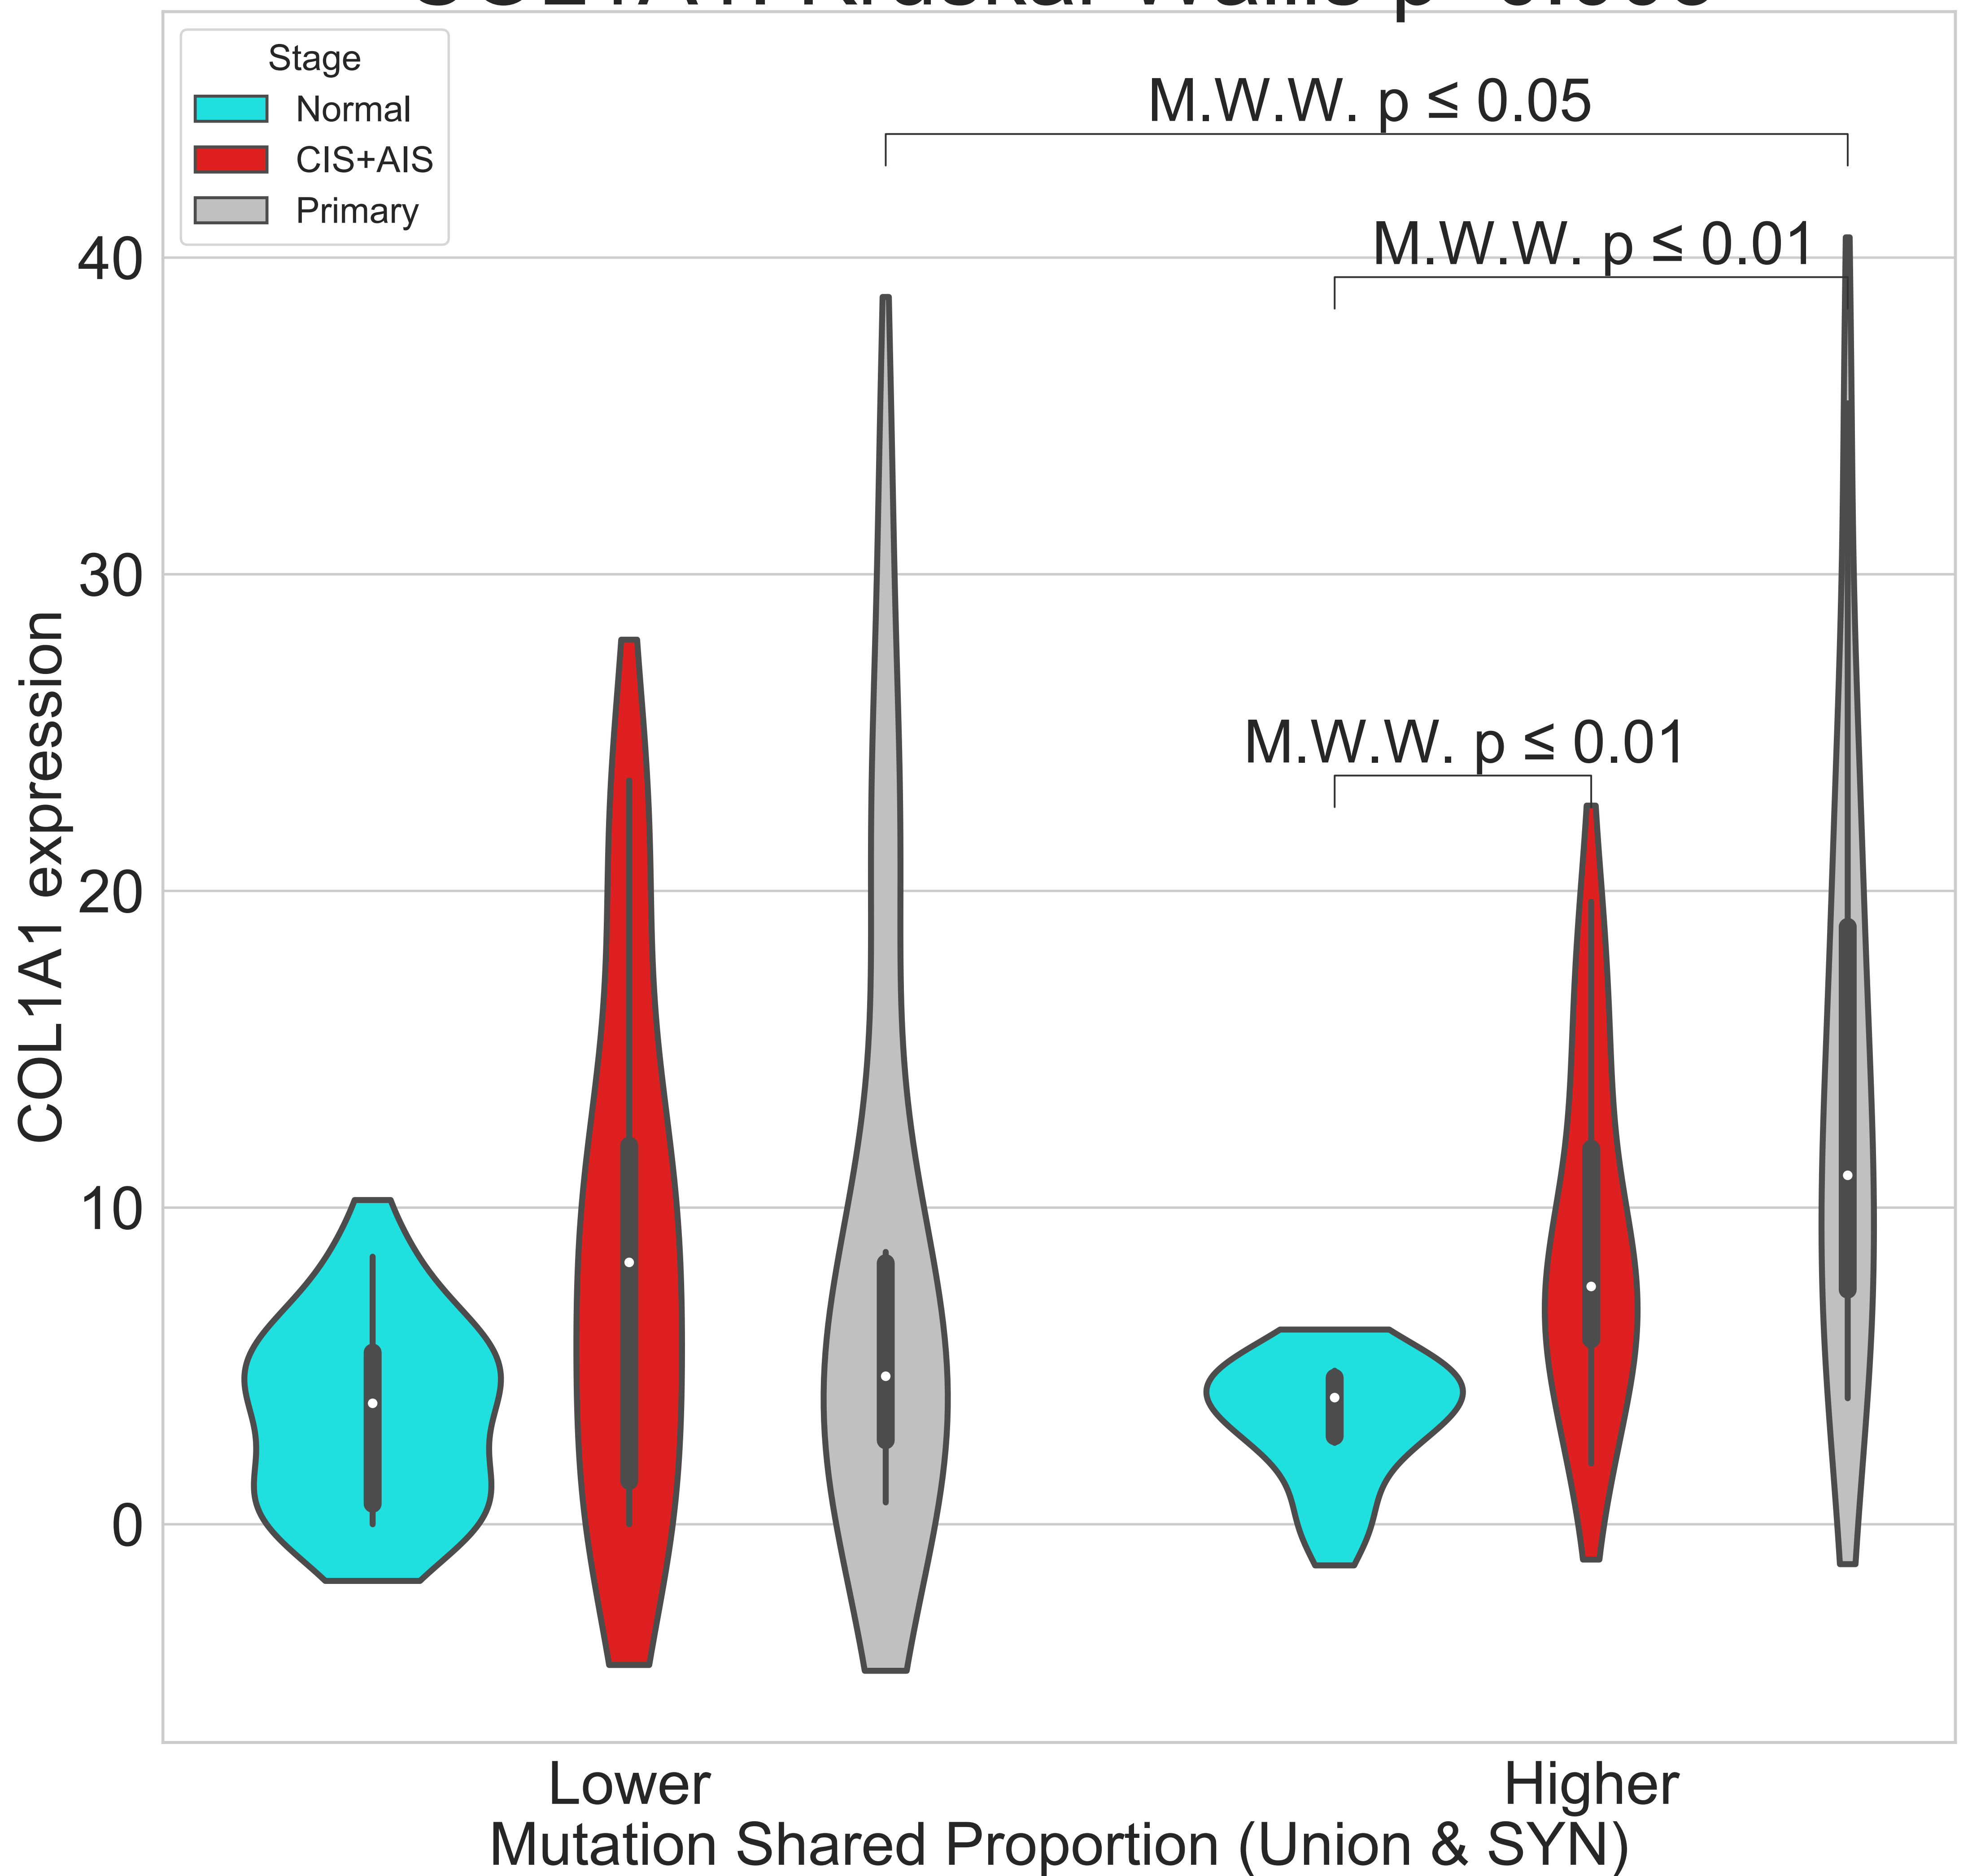 Stage
Normal
CIS+AIS
Primary
M.W.W. p ≤ 0.05
M.W.W. p ≤ 0.01
M.W.W. p ≤ 0.01
40
30
20
10
0
COL1A1 expression
Lower
Higher
Mutation Shared Proportion (Union & SYN)